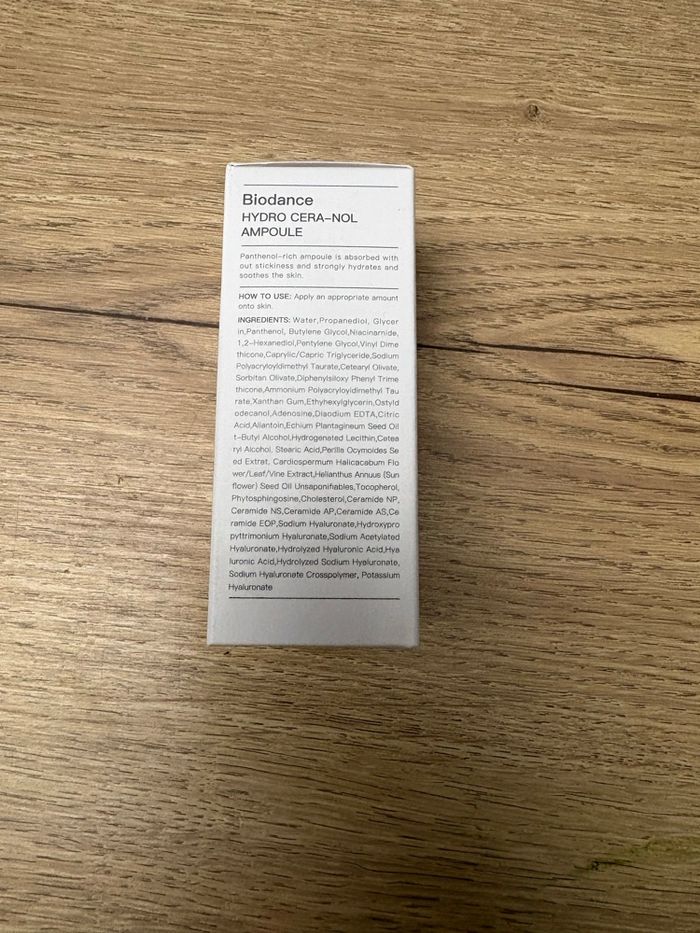 Biodance
HYDRO CERA-NOL
AMPOULE
Panthenol-rich ampoule is absorbed with
out stickiness and strongly hydrates and
soothes the skin.
HOW TO USE: Apply an appropriate amount
onto skin.
INGREDIENTS: Water,Propanediol, Glycer
in,Panthenol, Butylene Glycol,Niacinamide,
1,2-Hexanediol,Pentylene Glycol,Vinyl Dime
thicone,Caprylic/Capric Triglyceride,Sodium
Polyacryloyldimethyl Taurate,Cetearyl Olivate,
Sorbitan Olivate,Diphenylsiloxy Phenyl Trime
thicone,Ammonium Polyacryloyldimethyl Tau
rate,Xanthan Gum,Ethyhexylglycerin,Ostyld
odecanol,Adenosine,Diaodium EDTA,Citric
Acid,Allantoin,Echium Plantagineum Seed Oil
t-Butyl Alcohol,Hydrogenated Lecithin,Cetea
ryl Alcohol, Stearic Acid,Perilla Ocymoides Se
ed Extrat, Cardiospermum Halicacabum Flo
wer/Leaf/Vine Extract,Helianthus Annuus (Sun
flower) Seed Oil Unsaponifiables,Tocopherol,
Phytosphingosine,Cholesterol,Ceramide NP,
Ceramide NS,Ceramide AP,Ceramide AS,Ce
ramide EOP,Sodium Hyaluronate,Hydroxypro
pyttrimonium Hyaluronate,Sodium Acetylated
Hyaluronate,Hydrolyzed Hyaluronic Acid,Hya
luronic Acid,Hydrolyzed Sodium Hyaluronate,
Sodium Hyaluronate Crosspolymer, Potassium
Hyaluronate